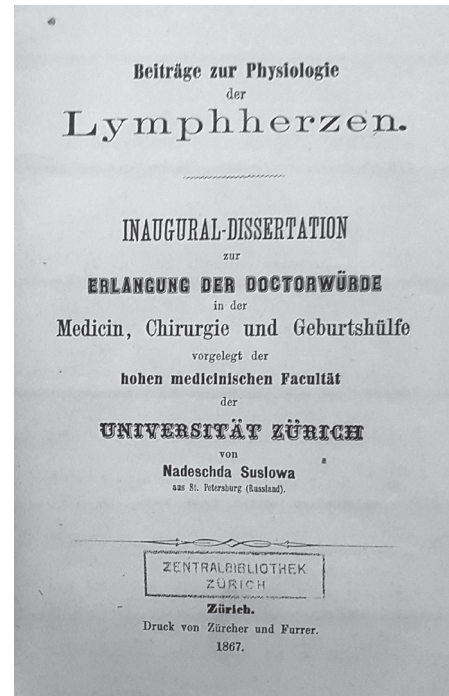 Beiträge zur Physiologie
der
Lymphherzen.
INAUGURAL-DISSERTATION
zur
ERLANGUNG DER DOCTORWÜRDE
in der
Medicin, Chirurgie und Geburtshülfe
vorgelegt der
hohen medicinischen Facultät
der
UNIVERSITÄT ZÜRICH
von
Nadeschda Suslowa
aus St. Petersburg (Russland).
ZENTRALBIBLIOTHEK
ZÜRICH
Zürich.
Druck von Zürcher und Furrer.
1867.